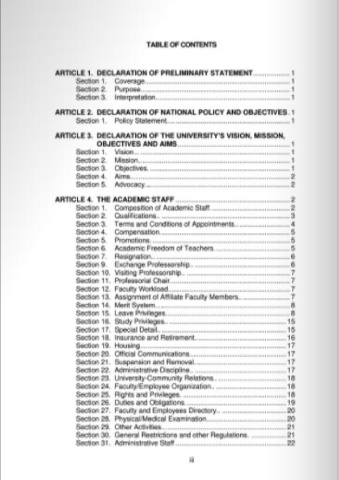 TABLE OF CONTENTS
ARTICLE 1. DECLARATION OF PRELIMINARY STATEMENT ................ 1
Section 1. Coverage ................ 1
Section 2. Purpose ................ 1
Section 3. Interpretation ................ 1
ARTICLE 2. DECLARATION OF NATIONAL POLICY AND OBJECTIVES . 1
Section 1. Policy Statement ................ 1
ARTICLE 3. DECLARATION OF THE UNIVERSITY'S VISION, MISSION,
OBJECTIVES AND AIMS ................ 1
Section 1. Vision ................ 1
Section 2. Mission ................ 1
Section 3. Objectives ................ 1
Section 4. Aims ................ 2
Section 5. Advocacy ................ 2
ARTICLE 4. THE ACADEMIC STAFF ................ 2
Section 1. Composition of Academic Staff ................ 2
Section 2. Qualifications ................ 3
Section 3. Terms and Conditions of Appointments ................ 4
Section 4. Compensation ................ 5
Section 5. Promotions ................ 5
Section 6. Academic Freedom of Teachers ................ 5
Section 7. Resignation ................ 6
Section 9. Exchange Professorship ................ 6
Section 10. Visiting Professorship ................ 7
Section 11. Professorial Chair ................ 7
Section 12. Faculty Workload ................ 7
Section 13. Assignment of Affiliate Faculty Members ................ 7
Section 14. Merit System ................ 8
Section 15. Leave Privileges ................ 8
Section 16. Study Privileges ................ 15
Section 17. Special Detail ................ 15
Section 18. Insurance and Retirement ................ 16
Section 19. Housing ................ 17
Section 20. Official Communications ................ 17
Section 21. Suspension and Removal ................ 17
Section 22. Administrative Discipline ................ 17
Section 23. University-Community Relations ................ 18
Section 24. Faculty/Employee Organization ................ 18
Section 25. Rights and Privileges ................ 18
Section 26. Duties and Obligations ................ 19
Section 27. Faculty and Employees Directory ................ 20
Section 28. Physical/Medical Examination ................ 20
Section 29. Other Activities ................ 21
Section 30. General Restrictions and other Regulations. ................ 21
Section 31. Administrative Staff ................ 22